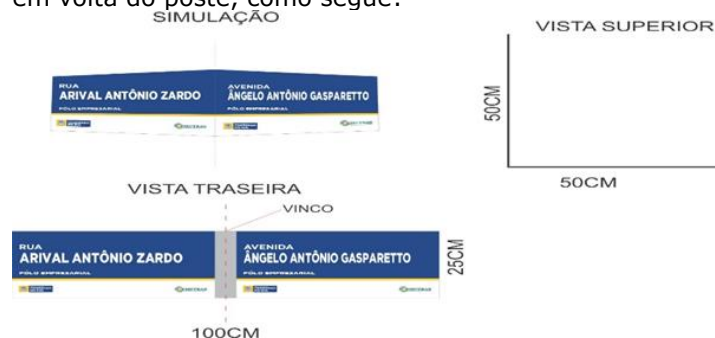 em volta do poste, como segue:
SIMULAÇÃO
VISTA SUPERIOR
RUA
ARIVAL ANTÔNIO ZARDO
PÓLO EMPRESARIAL
AVENIDA
ÂNGELO ANTÔNIO GASPARETTO
PÓLO EMPRESARIAL
50CM
50CM
VISTA TRASEIRA
VINCO
RUA
ARIVAL ANTÔNIO ZARDO
PÓLO EMPRESARIAL
AVENIDA
ÂNGELO ANTÔNIO GASPARETTO
PÓLO EMPRESARIAL
25CM
100CM